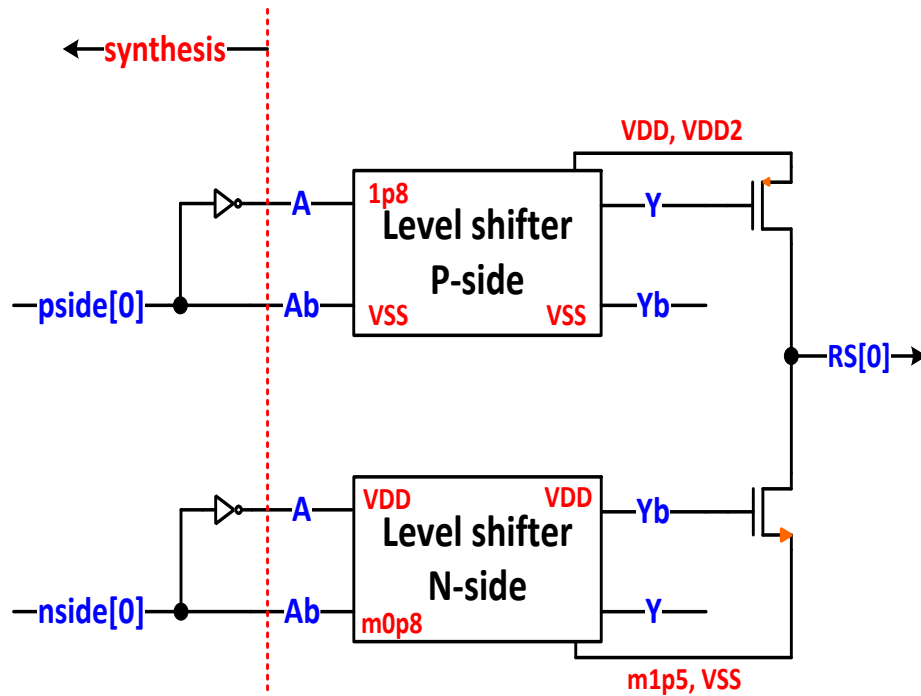 synthesis
VDD, VDD2
A
1p8
Y
Level shifter
P-side
pside[0]
Ab
VSS
VSS
Yb
RS[0]
A
VDD
VDD
Yb
Level shifter
N-side
nside[0]
Ab
m0p8
Y
m1p5, VSS